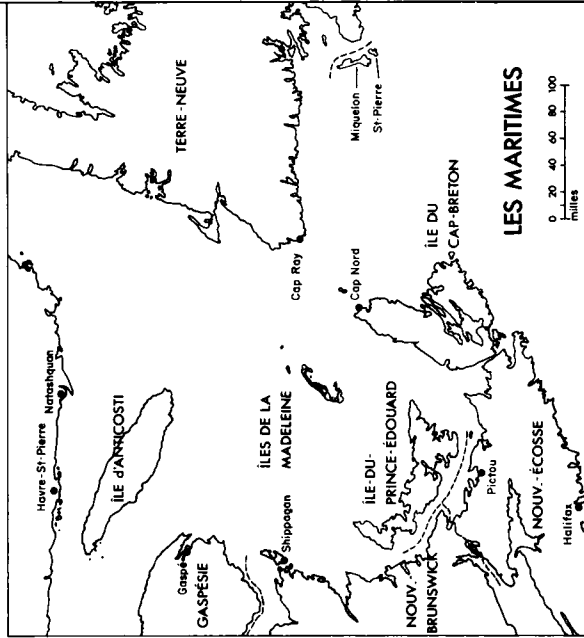 Havre-St-Pierre
Natashquan
TERRE-NEUVE
ÎLE d'ANTICOSTI
Gaspé
GASPÉSIE
ÎLES DE LA
MADELEINE
Shippagan
Cap Ray
Miquelon
St-Pierre
Cap Nord
ÎLE-DU-
PRINCE-ÉDOUARD
ÎLE DU
CAP-BRETON
NOUV.-
BRUNSWICK
Pictou
NOUV.-ÉCOSSE
Halifax
LES MARITIMES
0 20 40 60 80 100
milles